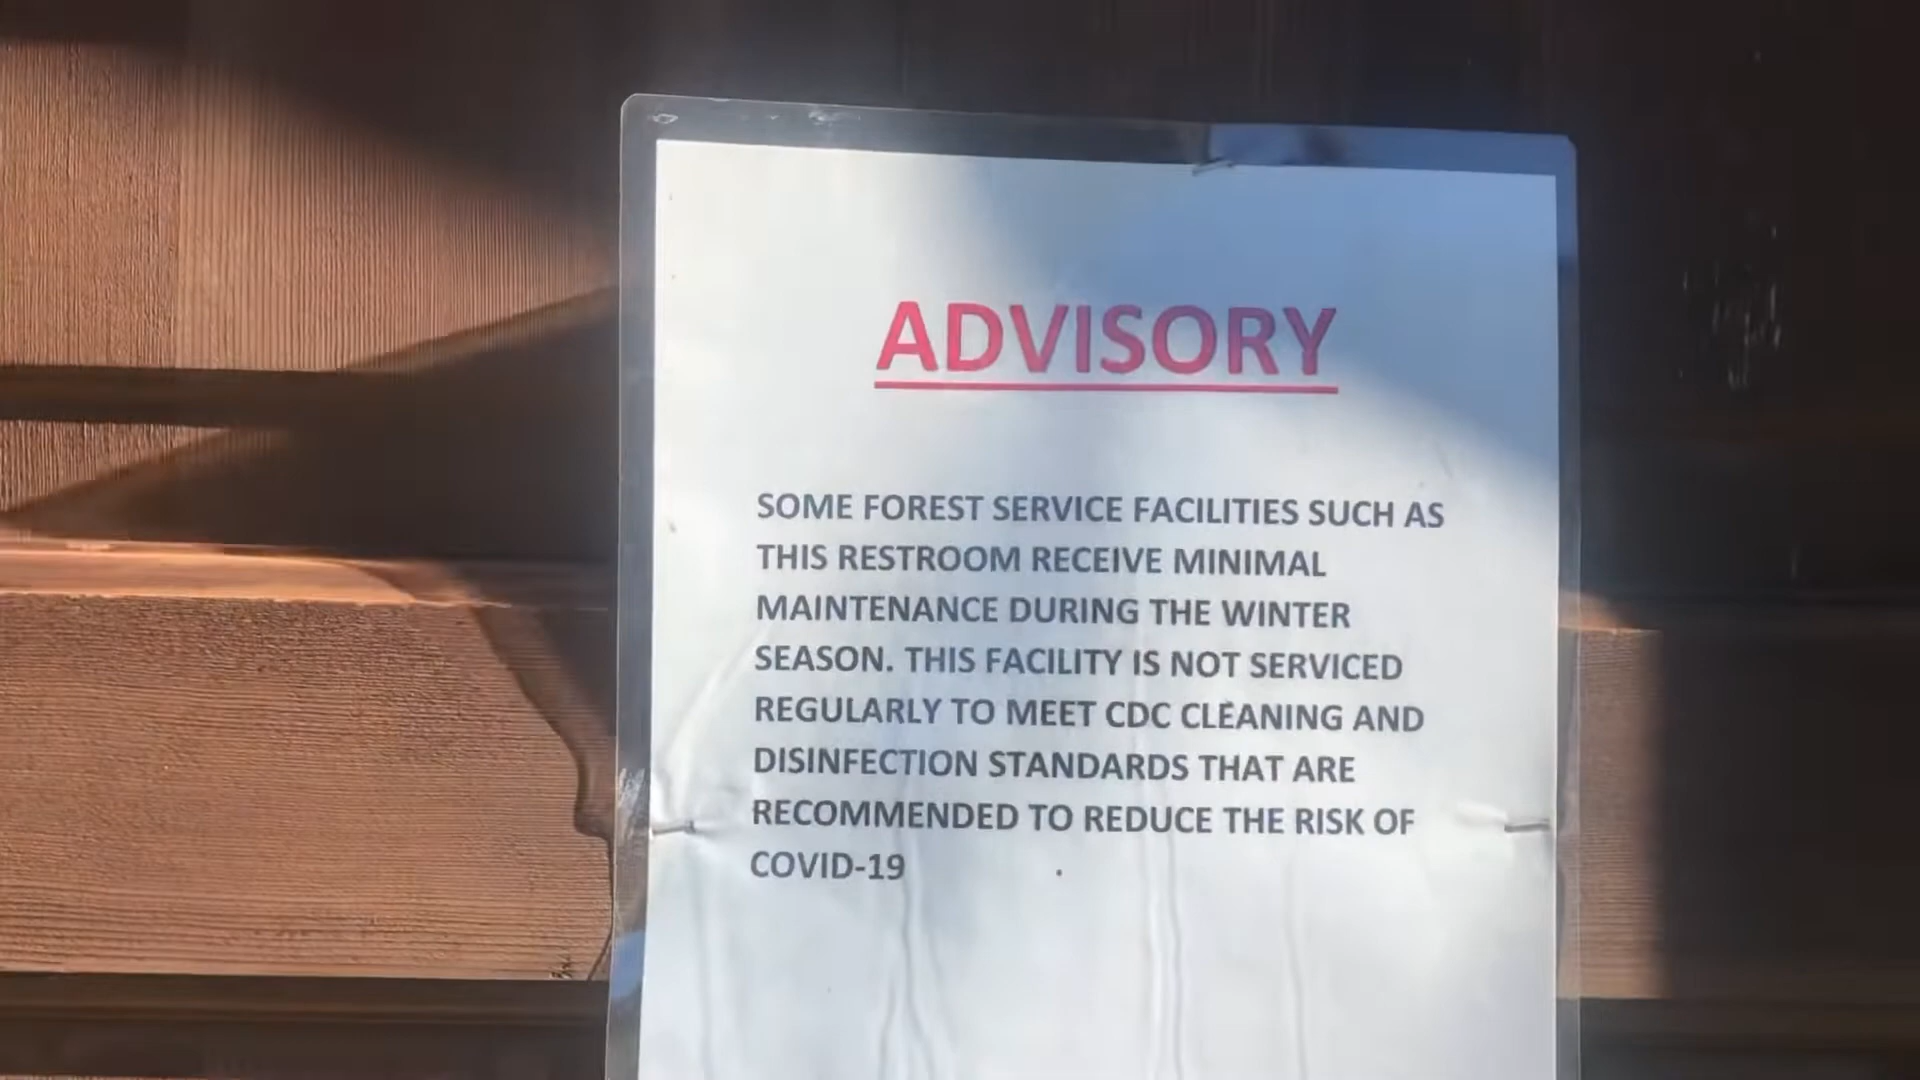 ADVISORY
SOME FOREST SERVICE FACILITIES SUCH AS
THIS RESTROOM RECEIVE MINIMAL
MAINTENANCE DURING THE WINTER
SEASON. THIS FACILITY IS NOT SERVICED
REGULARLY TO MEET CDC CLEANING AND
DISINFECTION STANDARDS THAT ARE
RECOMMENDED TO REDUCE THE RISK OF
COVID-19